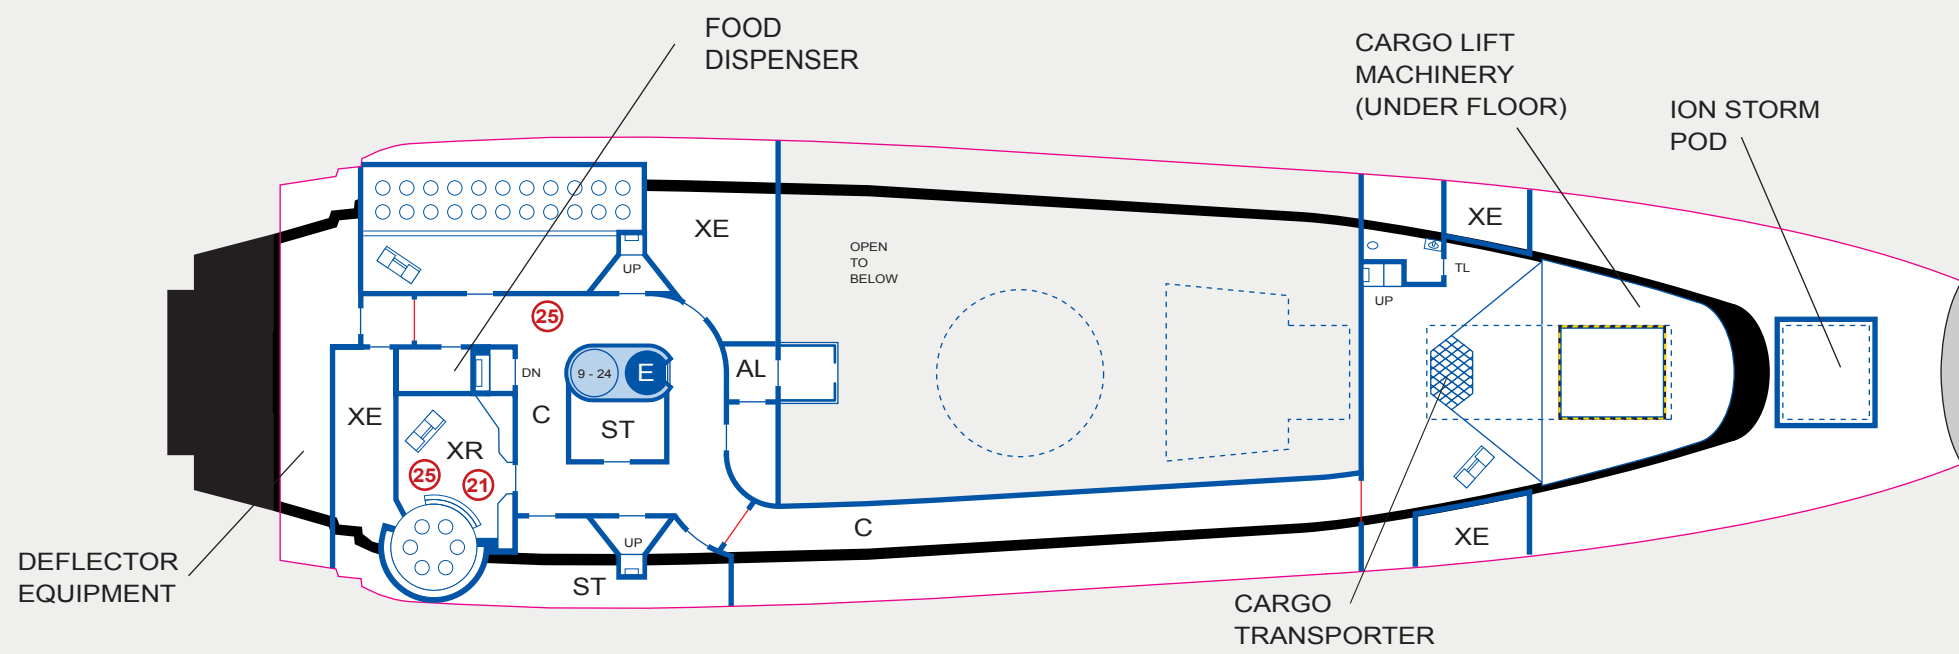 FOOD
DISPENSER
CARGO LIFT
MACHINERY
(UNDER FLOOR)
ION STORM
POD
XE
XE
OPEN
TO
BELOW
UP
TL
UP
25
AL
DN
9 - 24
E
XE
C
ST
XR
25
21
C
UP
XE
ST
DEFLECTOR
EQUIPMENT
CARGO
TRANSPORTER